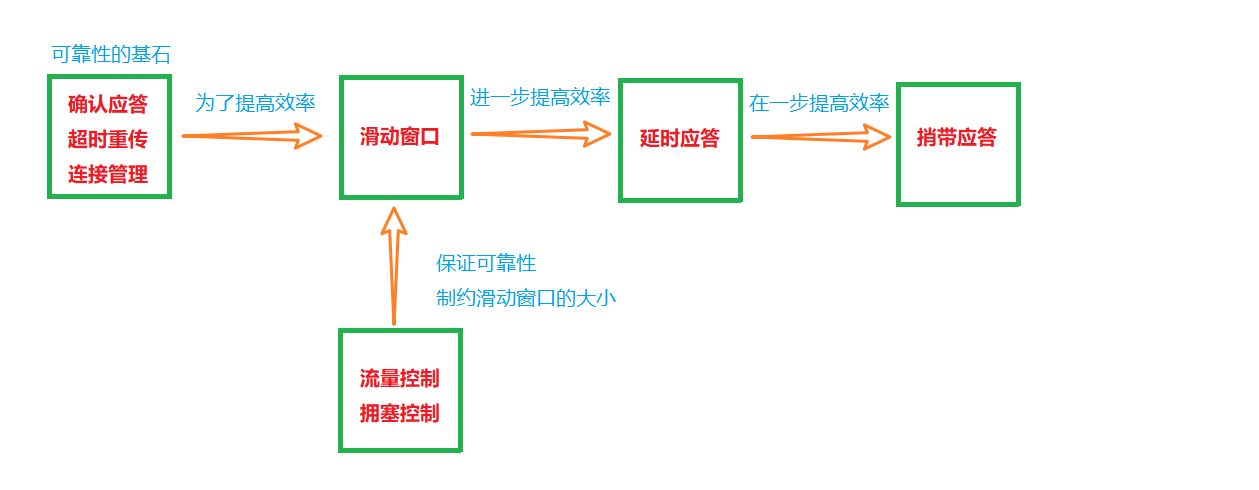 可靠性的基石
确认应答
超时重传
连接管理
为了提高效率
滑动窗口
进一步提高效率
延时应答
在一步提高效率
捎带应答
保证可靠性
制约滑动窗口的大小
流量控制
拥塞控制